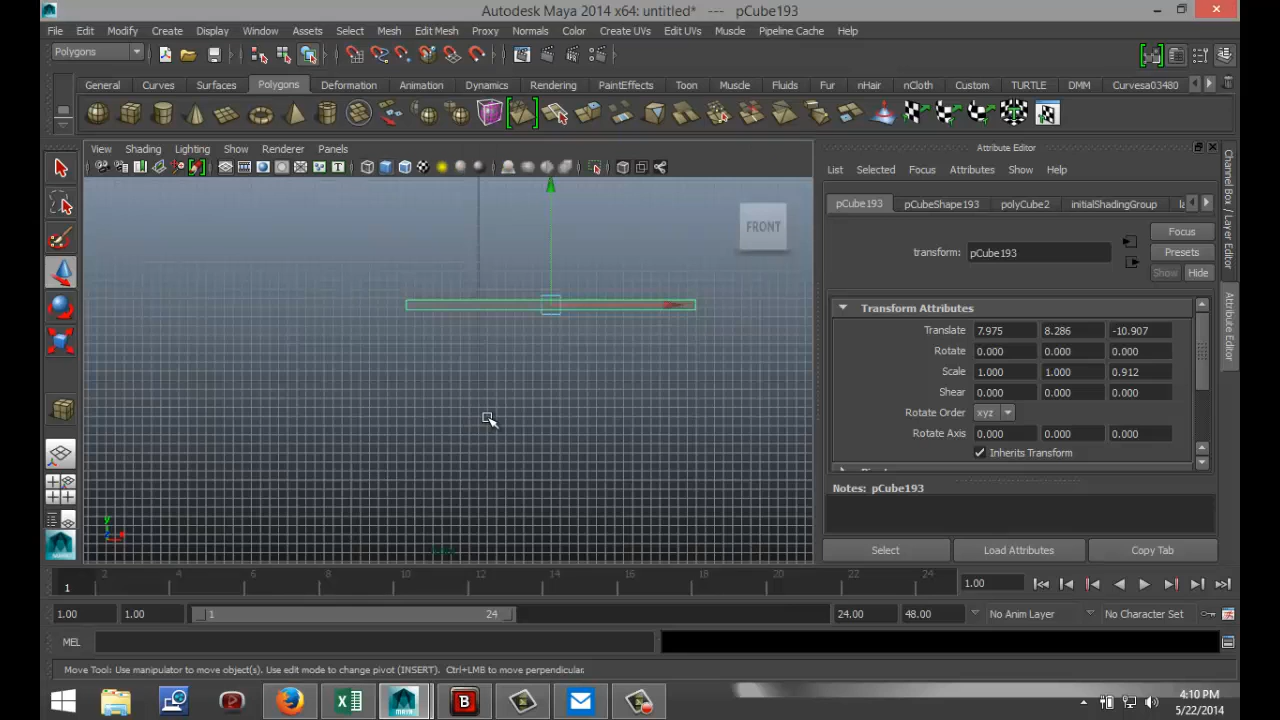 Autodesk Maya 2014 x64: untitled* --- pCube193
File Edit Modify Create Display Window Assets Select Mesh Edit Mesh Proxy Normals Color Create UVs Edit UVs Muscle Pipeline Cache Help
Polygons
General Curves Surfaces Polygons Deformation Animation Dynamics Rendering PaintEffects Toon Muscle Fluids Fur nHair nCloth Custom TURTLE DMM Curvesa03480
View Shading Lighting Show Renderer Panels
FRONT
Attribute Editor
List Selected Focus Attributes Show Help
pCube193 pCubeShape193 polyCube2 initialShadingGroup
Focus
transform: pCube193
Presets
Show Hide
Transform Attributes
Translate 7.975 8.286 -10.907
Rotate 0.000 0.000 0.000
Scale 1.000 1.000 0.912
Shear 0.000 0.000 0.000
Rotate Order xyz
Rotate Axis 0.000 0.000 0.000
Inherits Transform
Notes: pCube193
Select Load Attributes Copy Tab
Channel Box / Layer Editor
Attribute Editor
1 2 4 6 8 10 12 14 16 18 20 22 24 1.00
1.00 1.00 1 24 24.00 48.00 No Anim Layer No Character Set
MEL
Move Tool: Use manipulator to move object(s). Use edit mode to change pivot (INSERT). Ctrl+LMB to move perpendicular.
4:10 PM
5/22/2014